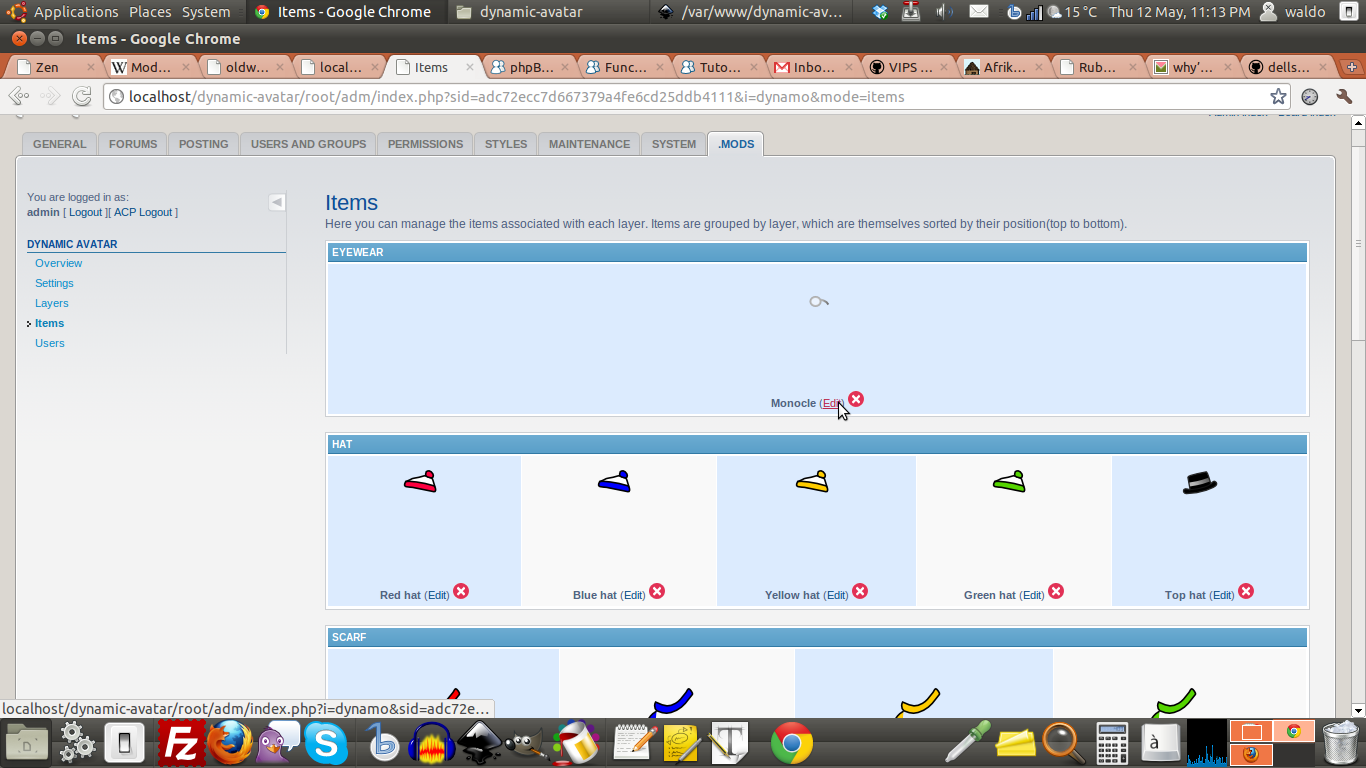 Applications Places System Items - Google Chrome dynamic-avatar /var/www/dynamic-av... 15 °C Thu 12 May, 11:13 PM waldo
Items - Google Chrome
Zen Mod... oldw... local... Items phpB... Func... Tuto... Inbo... VIPS ... Afrik... Rub... why'... dells...
localhost/dynamic-avatar/root/adm/index.php?sid=adc72ecc7d667379a4fe6cd25ddb4111&i=dynamo&mode=items
GENERAL FORUMS POSTING USERS AND GROUPS PERMISSIONS STYLES MAINTENANCE SYSTEM .MODS
You are logged in as:
admin [ Logout ][ ACP Logout ]
DYNAMIC AVATAR
Overview
Settings
Layers
Items
Users
Items
Here you can manage the items associated with each layer. Items are grouped by layer, which are themselves sorted by their position(top to bottom).
EYEWEAR
Monocle (Edit)
HAT
Red hat (Edit) Blue hat (Edit) Yellow hat (Edit) Green hat (Edit) Top hat (Edit)
SCARF
localhost/dynamic-avatar/root/adm/index.php?i=dynamo&sid=adc72e...